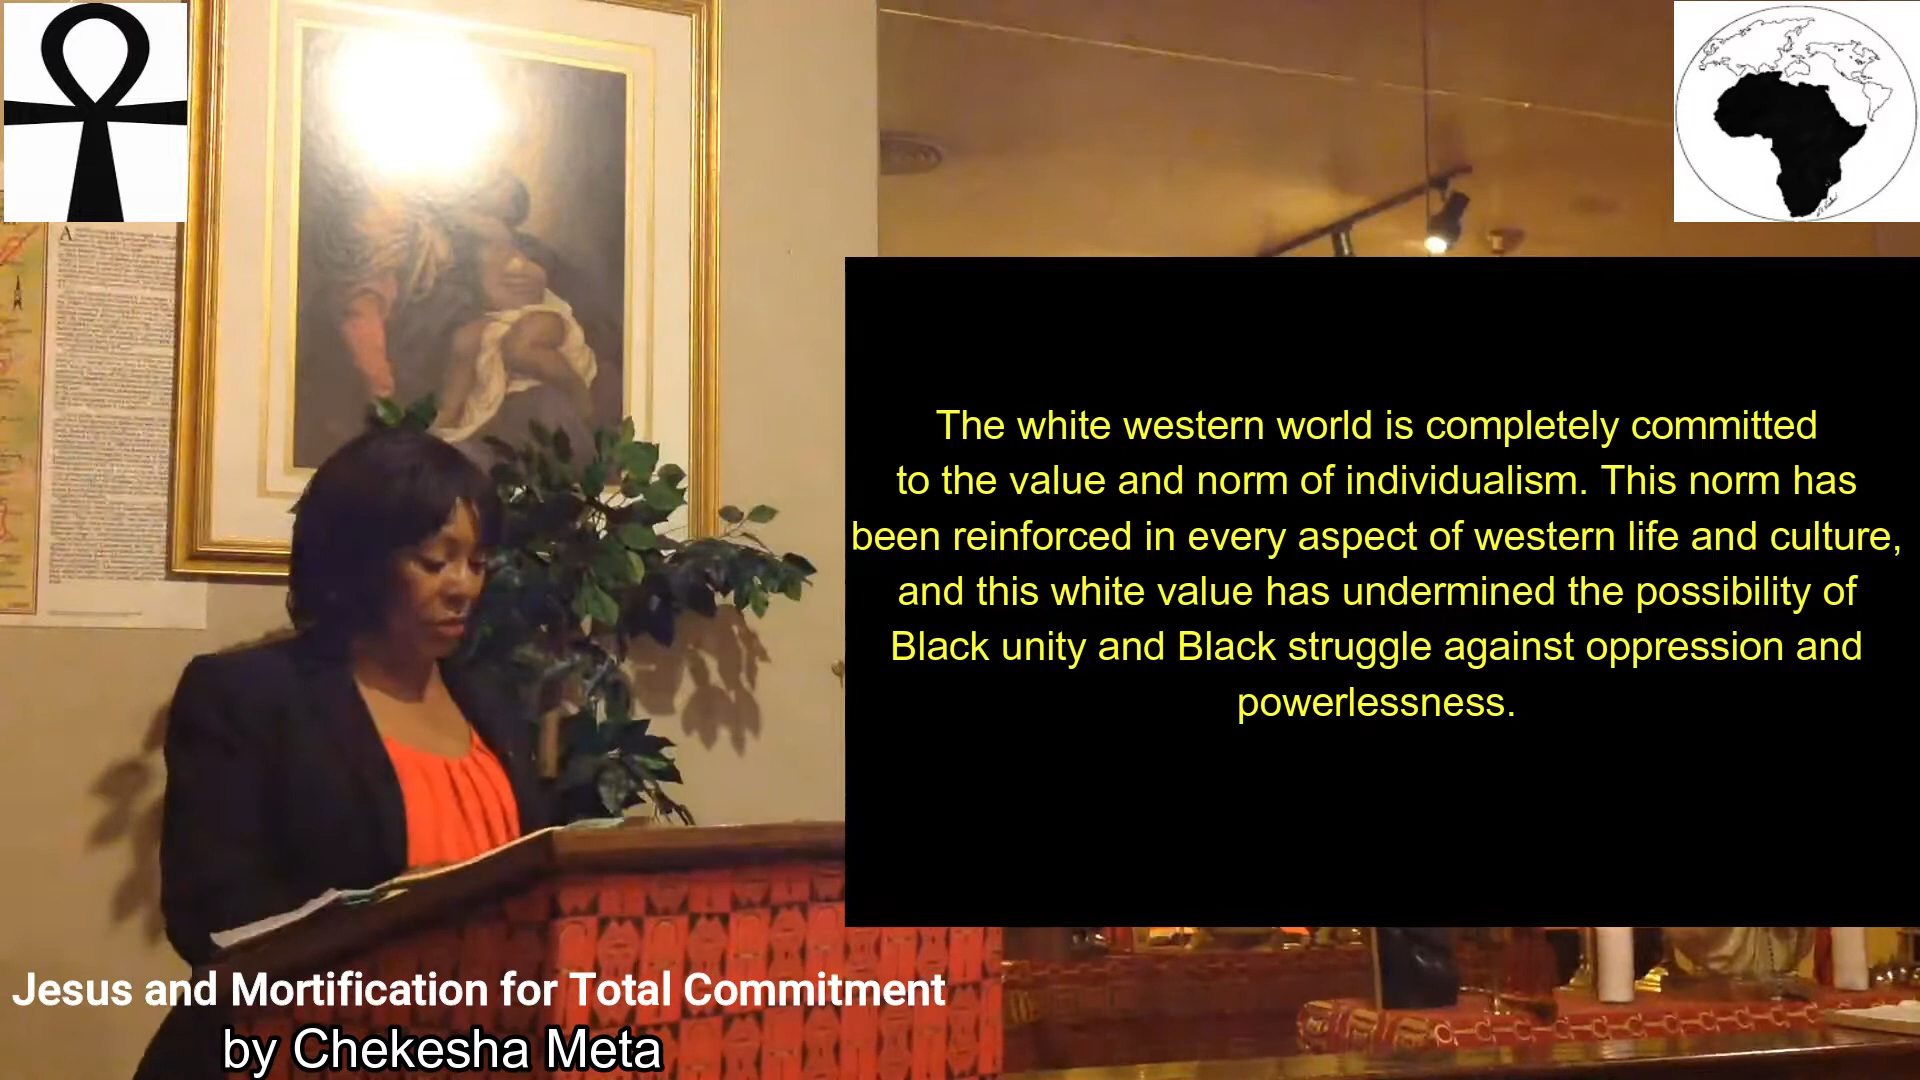 The white western world is completely committed
to the value and norm of individualism. This norm has
been reinforced in every aspect of western life and culture,
and this white value has undermined the possibility of
Black unity and Black struggle against oppression and
powerlessness.
Jesus and Mortification for Total Commitment
by Chekesha Meta